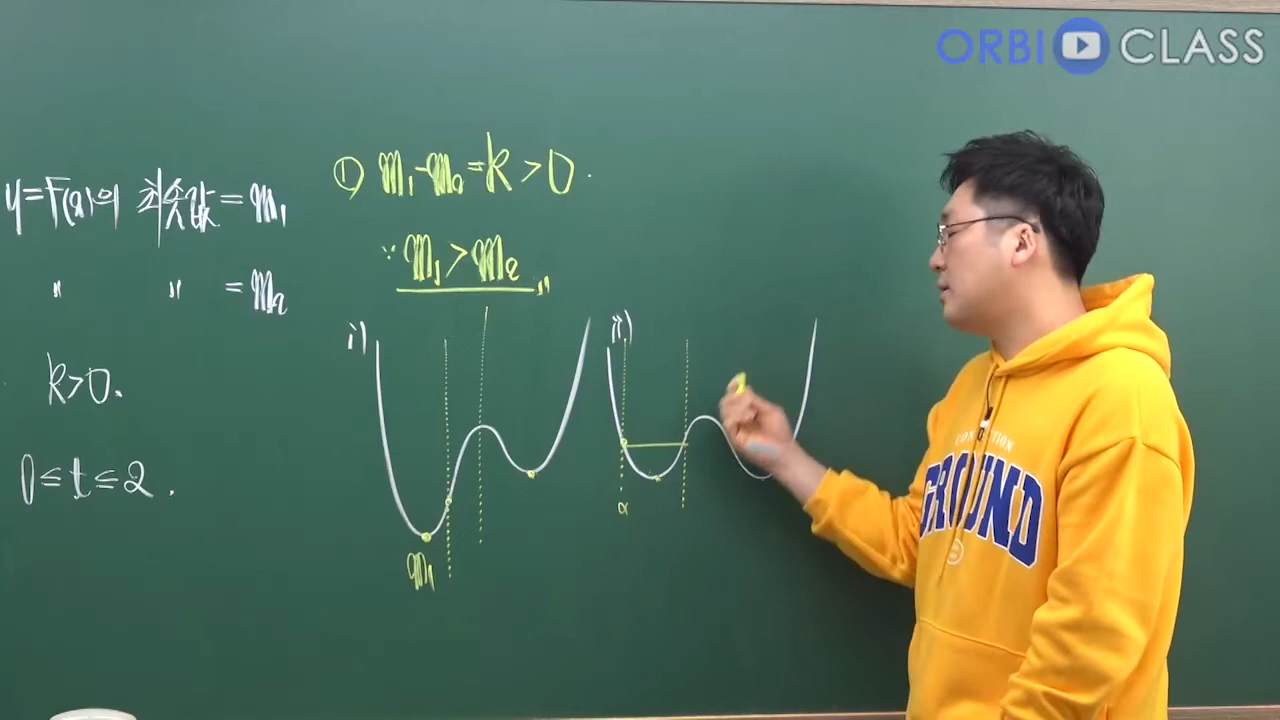 ORBI CLASS
y=F(x)의 최솟값 = m₁
〃 〃 = m₂
k>0.
0≤t≤2.
① m₁-m₂=k>0.
∵ m₁>m₂
i)
m₁
ii)
α
GROUND